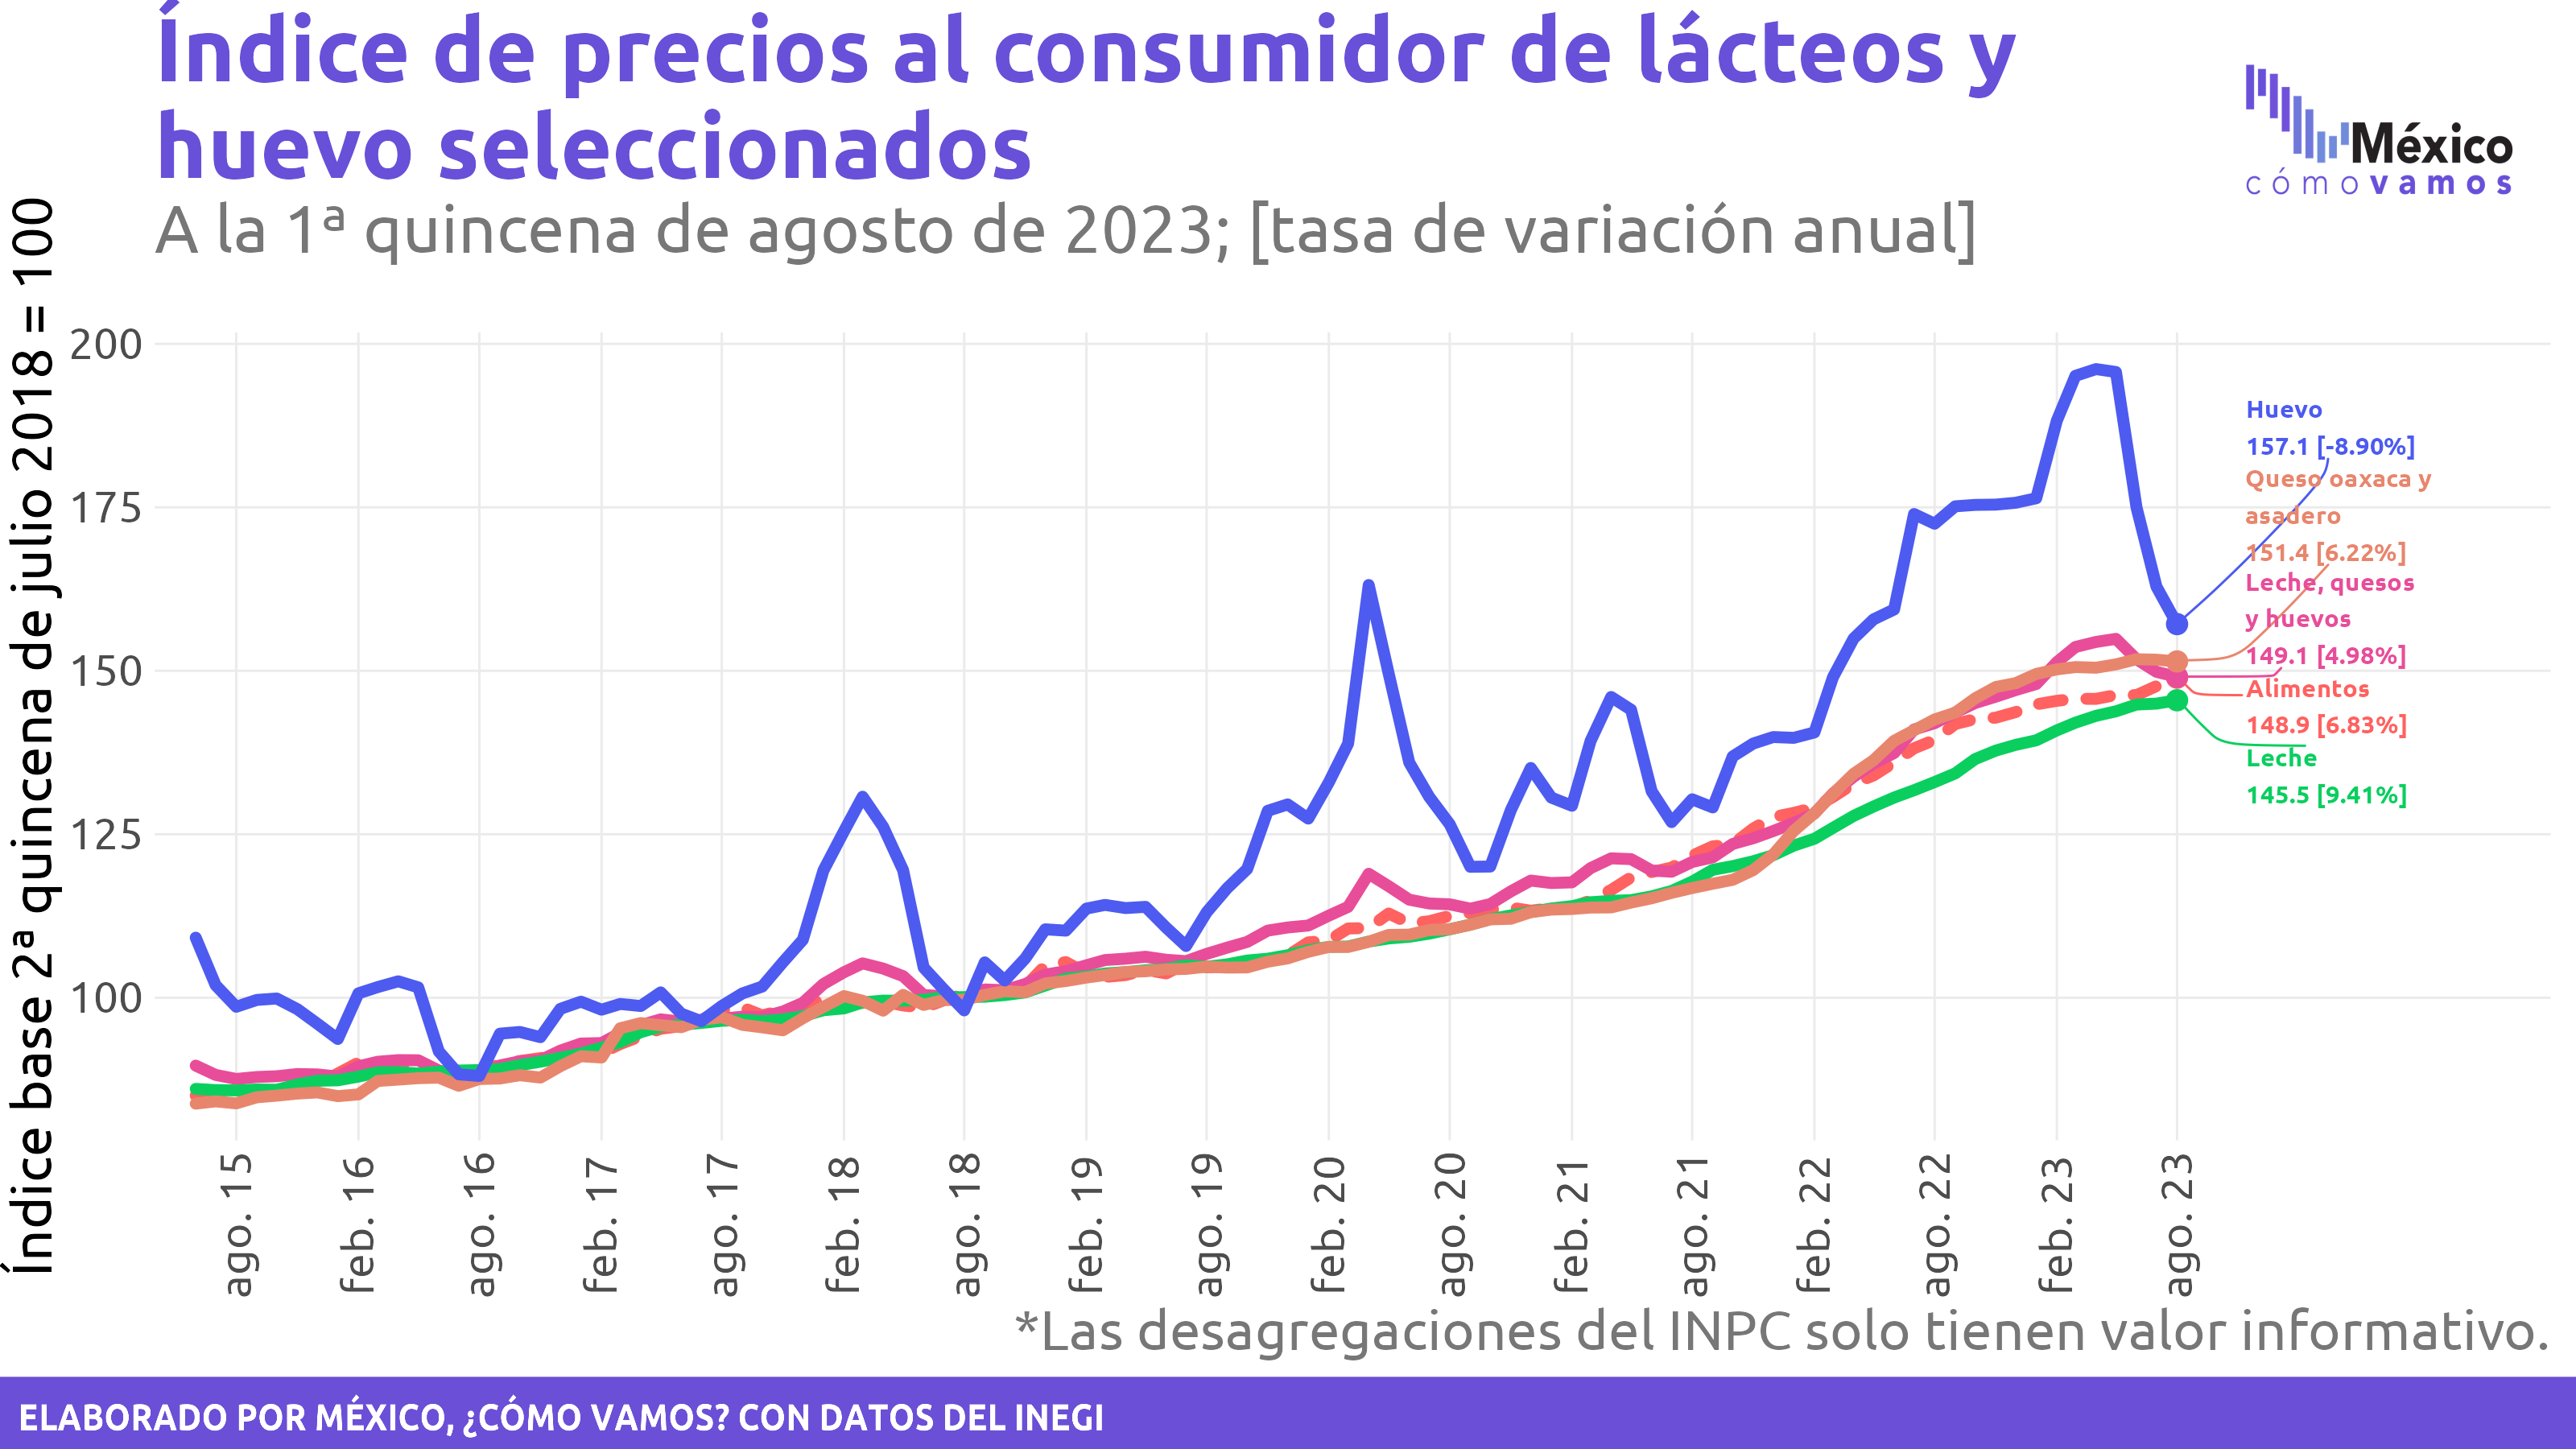 Índice de precios al consumidor de lácteos y
huevo seleccionados
A la 1ª quincena de agosto de 2023; [tasa de variación anual]
México
cómo vamos
Índice base 2ª quincena de julio 2018 = 100
200
175
150
125
100
Huevo
157.1 [-8.90%]
Queso oaxaca y
asadero
151.4 [6.22%]
Leche, quesos
y huevos
149.1 [4.98%]
Alimentos
148.9 [6.83%]
Leche
145.5 [9.41%]
ago. 15
feb. 16
ago. 16
feb. 17
ago. 17
feb. 18
ago. 18
feb. 19
ago. 19
feb. 20
ago. 20
feb. 21
ago. 21
feb. 22
ago. 22
feb. 23
ago. 23
*Las desagregaciones del INPC solo tienen valor informativo.
ELABORADO POR MÉXICO, ¿CÓMO VAMOS? CON DATOS DEL INEGI